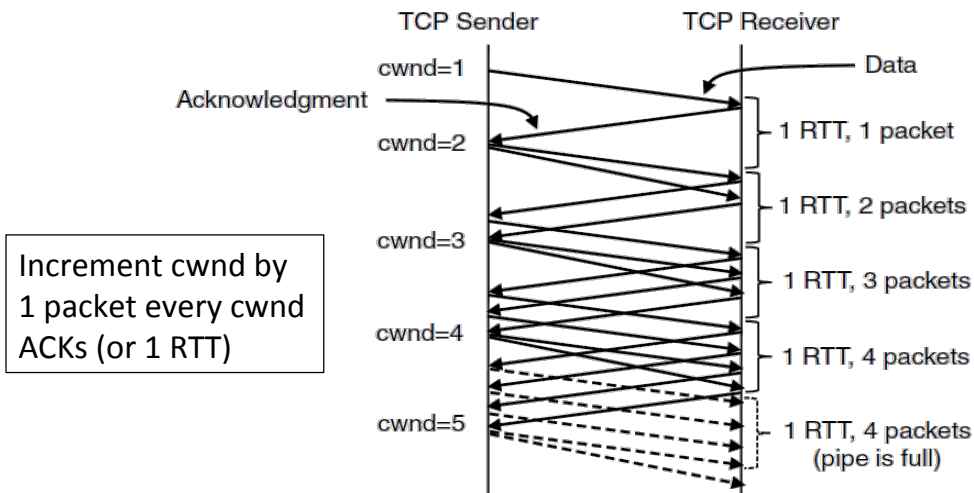 TCP Sender
TCP Receiver
cwnd=1
Data
Acknowledgment
1 RTT, 1 packet
cwnd=2
1 RTT, 2 packets
cwnd=3
Increment cwnd by
1 packet every cwnd
ACKs (or 1 RTT)
1 RTT, 3 packets
cwnd=4
1 RTT, 4 packets
cwnd=5
1 RTT, 4 packets
(pipe is full)